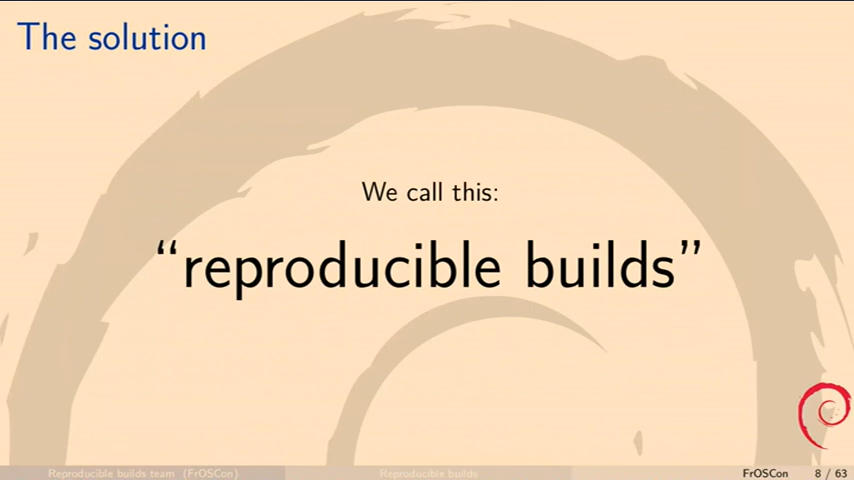 The solution
We call this:
“reproducible builds”
Reproducible builds team (FrOSCon)
Reproducible builds
FrOSCon
8 / 63